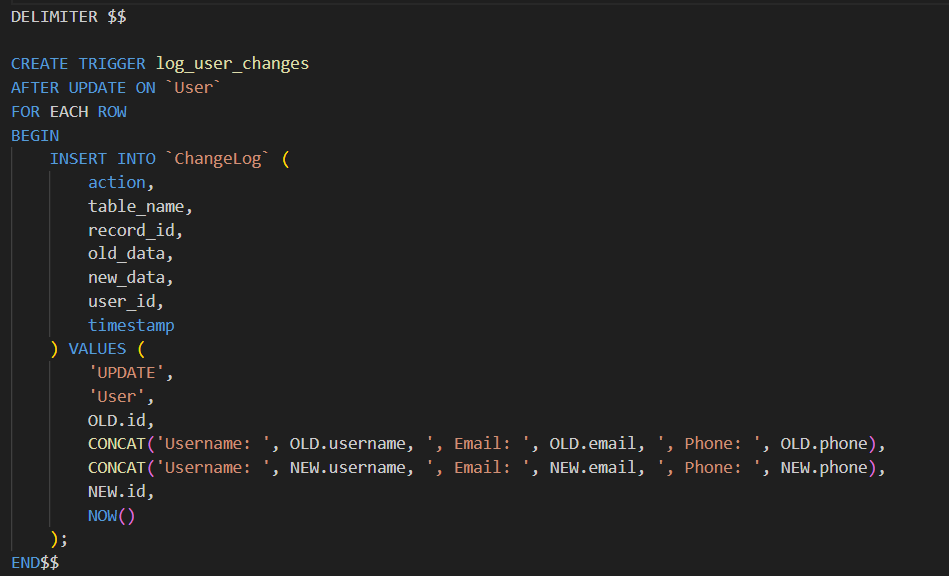 DELIMITER $$
CREATE TRIGGER log_user_changes
AFTER UPDATE ON `User`
FOR EACH ROW
BEGIN
INSERT INTO `ChangeLog` (
action,
table_name,
record_id,
old_data,
new_data,
user_id,
timestamp
) VALUES (
'UPDATE',
'User',
OLD.id,
CONCAT('Username: ', OLD.username, ', Email: ', OLD.email, ', Phone: ', OLD.phone),
CONCAT('Username: ', NEW.username, ', Email: ', NEW.email, ', Phone: ', NEW.phone),
NEW.id,
NOW()
);
END$$